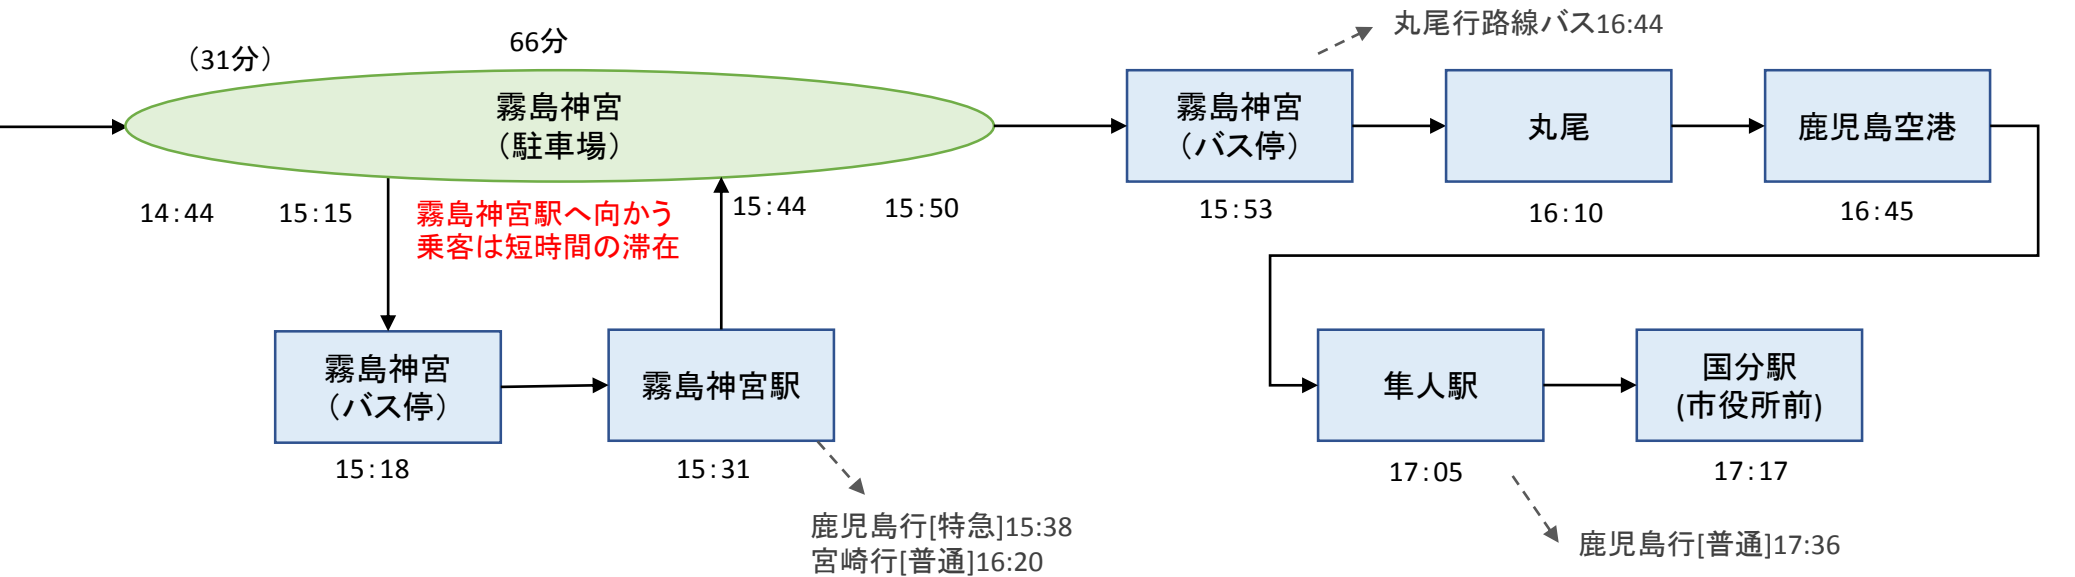 丸尾行路線バス16:44
（31分）
66分
霧島神宮
（駐車場）
霧島神宮
（バス停）
丸尾
鹿児島空港
14:44
15:15
霧島神宮駅へ向かう
乗客は短時間の滞在
15:44
15:50
15:53
16:10
16:45
霧島神宮
（バス停）
霧島神宮駅
隼人駅
国分駅
(市役所前)
15:18
15:31
17:05
17:17
鹿児島行[特急]15:38
宮崎行[普通]16:20
鹿児島行[普通]17:36